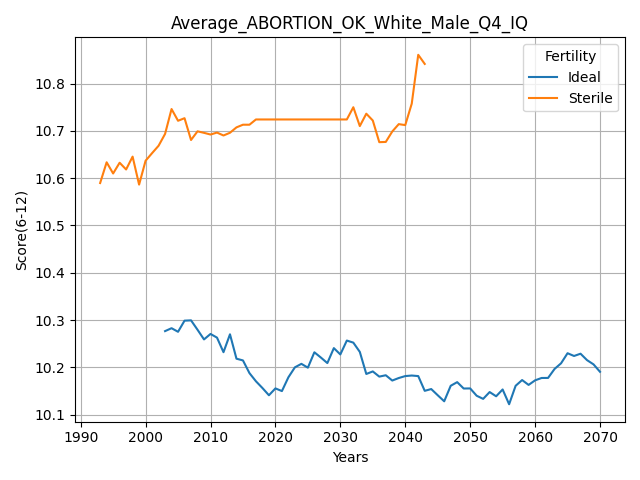 Average_ABORTION_OK_White_Male_Q4_IQ
Fertility
Ideal
Sterile
Score(6-12)
10.8
10.7
10.6
10.5
10.4
10.3
10.2
10.1
1990 2000 2010 2020 2030 2040 2050 2060 2070
Years